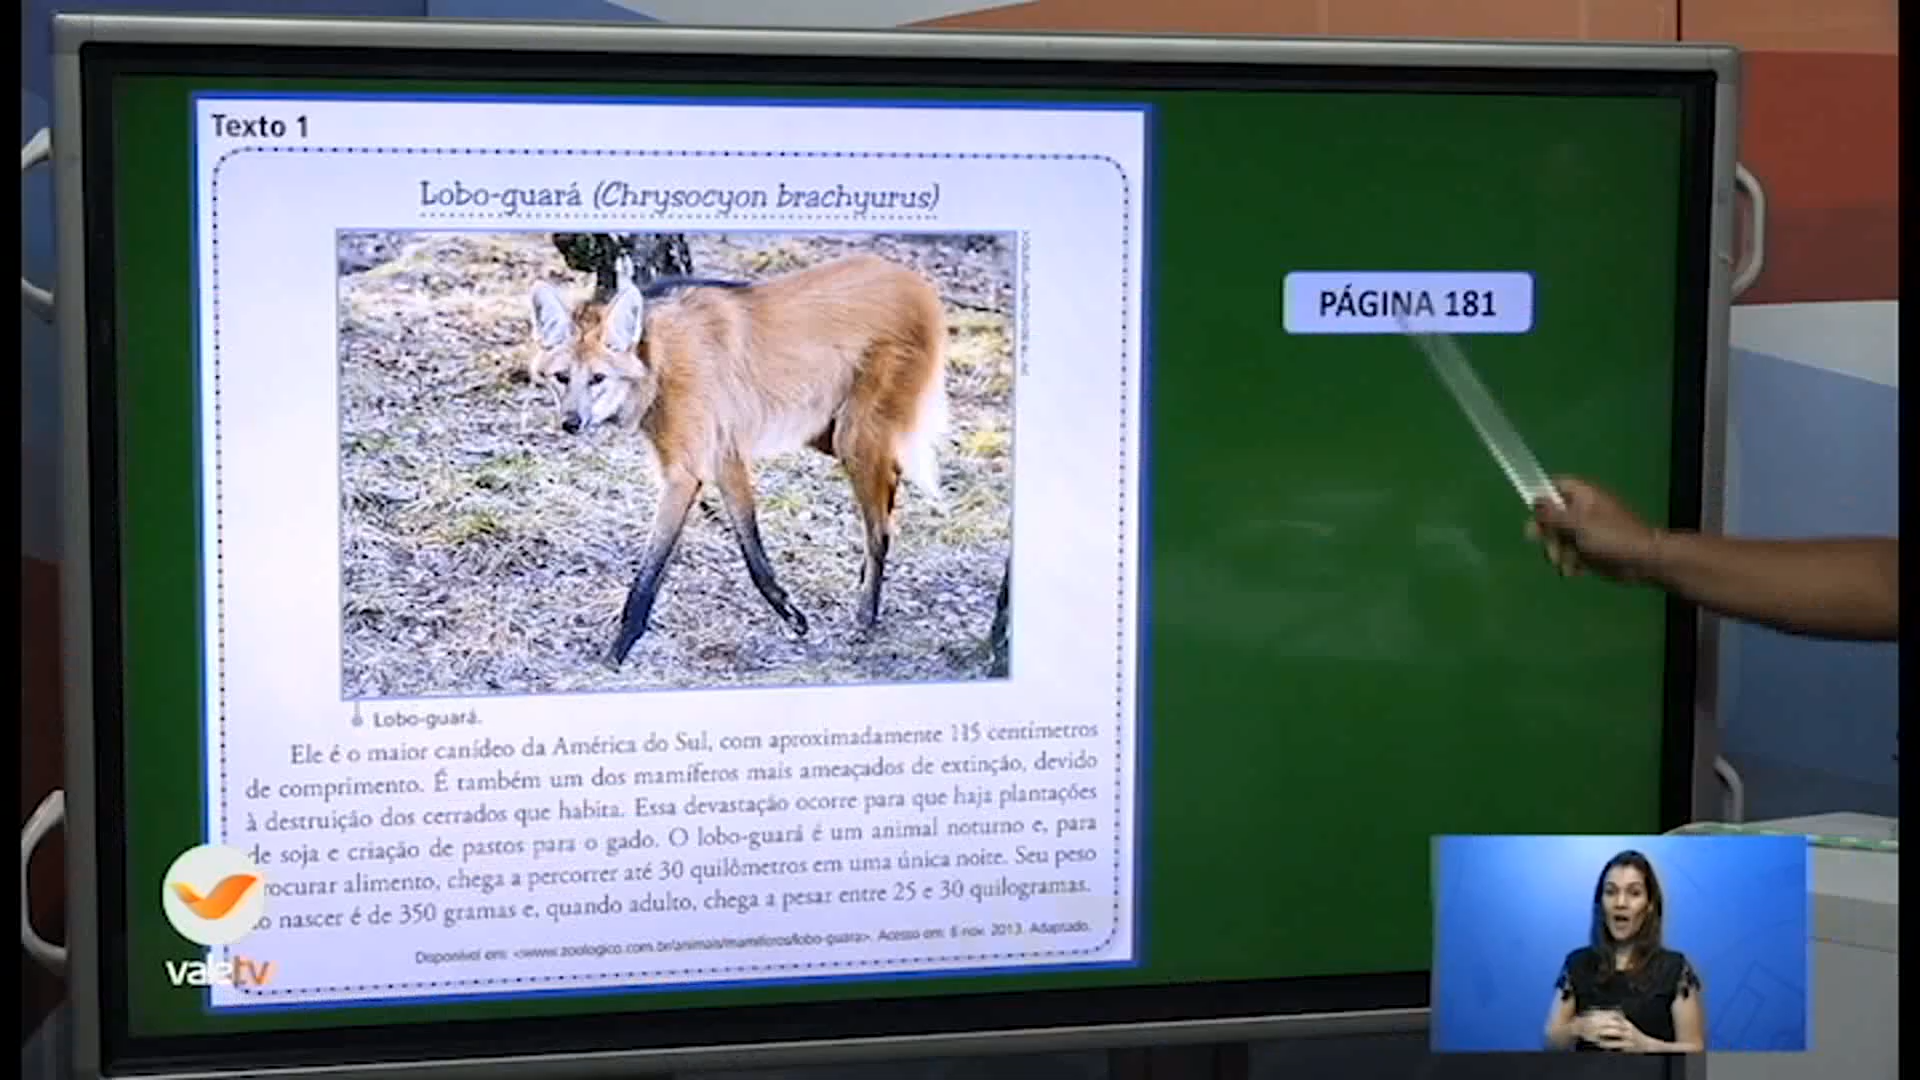 Texto 1
Lobo-guará (Chrysocyon brachyurus)
PÁGINA 181
Lobo-guará.
Ele é o maior canídeo da América do Sul, com aproximadamente 115 centímetros
de comprimento. É também um dos mamíferos mais ameaçados de extinção, devido
à destruição dos cerrados que habita. Essa devastação ocorre para que haja plantações
de soja e criação de pastos para o gado. O lobo-guará é um animal noturno e, para
rocurar alimento, chega a percorrer até 30 quilômetros em uma única noite. Seu peso
o nascer é de 350 gramas e, quando adulto, chega a pesar entre 25 e 30 quilogramas.
Disponível em: <www.zoologico.com.br/animais/mamiferos/lobo-guara>. Acesso em: 6 nov. 2013. Adaptado.
valetv